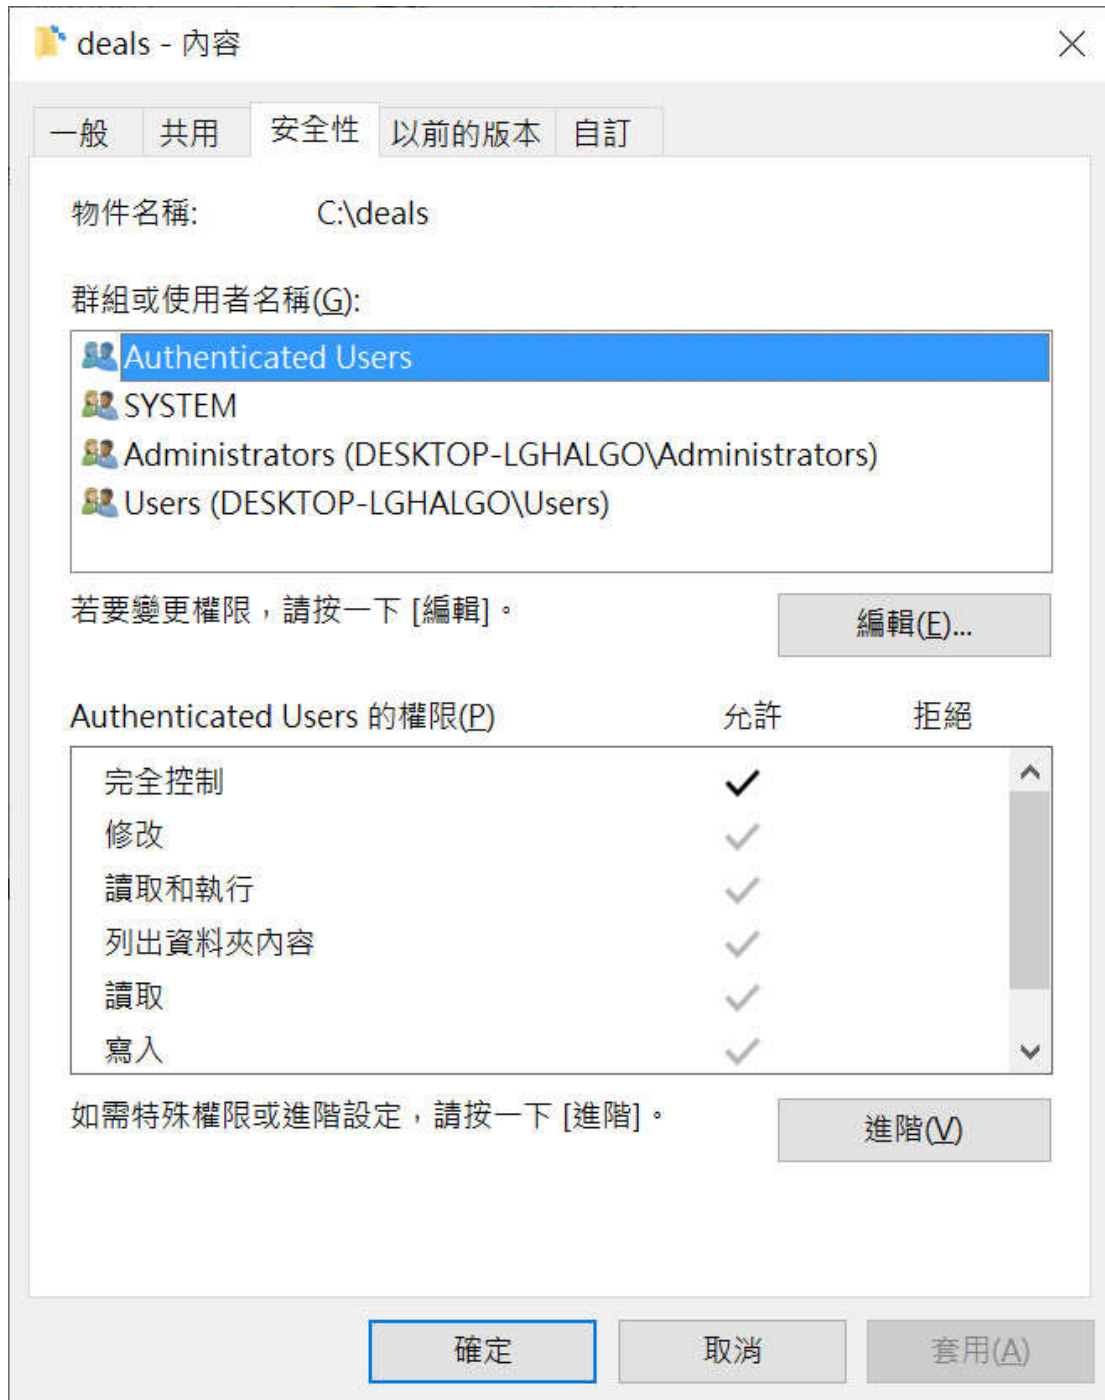 deals - 內容
一般 共用 安全性 以前的版本 自訂
物件名稱: C:\deals
群組或使用者名稱(G):
Authenticated Users
SYSTEM
Administrators (DESKTOP-LGHALGO\Administrators)
Users (DESKTOP-LGHALGO\Users)
若要變更權限，請按一下 [編輯]。
編輯(E)...
Authenticated Users 的權限(P) 允許 拒絕
完全控制
修改
讀取和執行
列出資料夾內容
讀取
寫入
如需特殊權限或進階設定，請按一下 [進階]。
進階(V)
確定 取消 套用(A)